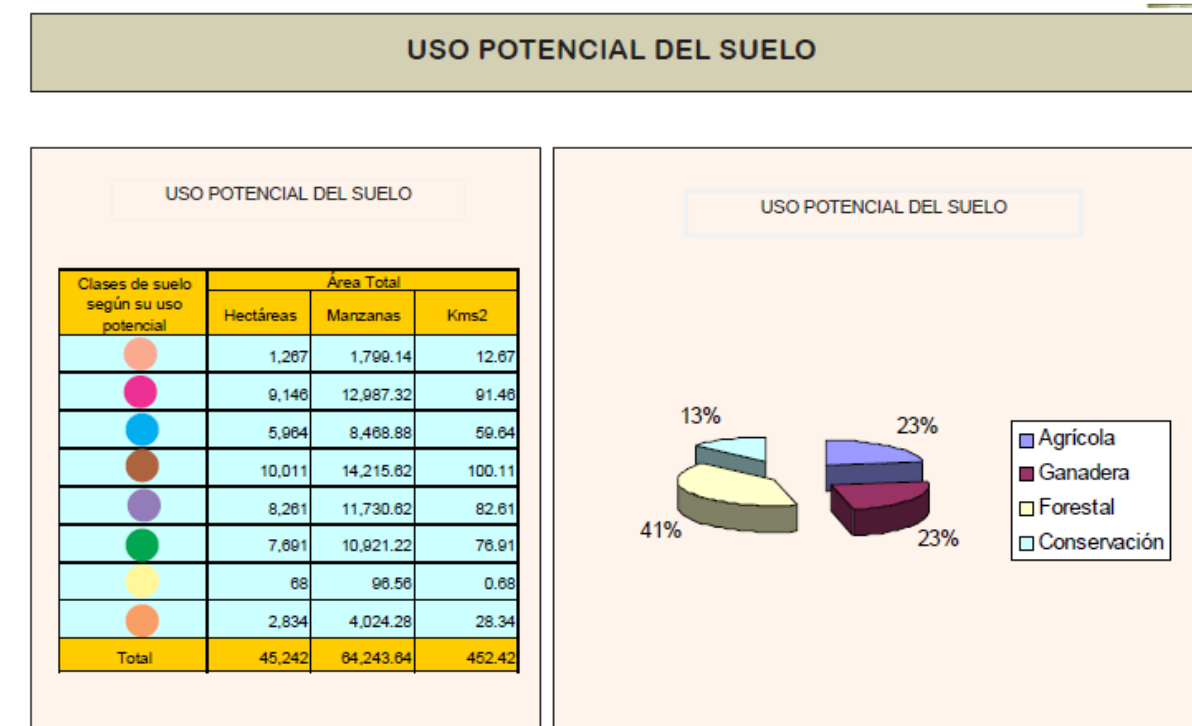 USO POTENCIAL DEL SUELO
USO POTENCIAL DEL SUELO
Clases de suelo según su uso potencial Área Total
Hectáreas Manzanas Kms2
1,267 1,799.14 12.67
9,146 12,987.32 91.46
5,964 8,468.88 59.64
10,011 14,215.62 100.11
8,261 11,730.62 82.61
7,691 10,921.22 76.91
68 96.56 0.68
2,834 4,024.28 28.34
Total 45,242 64,243.64 452.42
USO POTENCIAL DEL SUELO
13%
23%
41%
23%
Agrícola
Ganadera
Forestal
Conservación